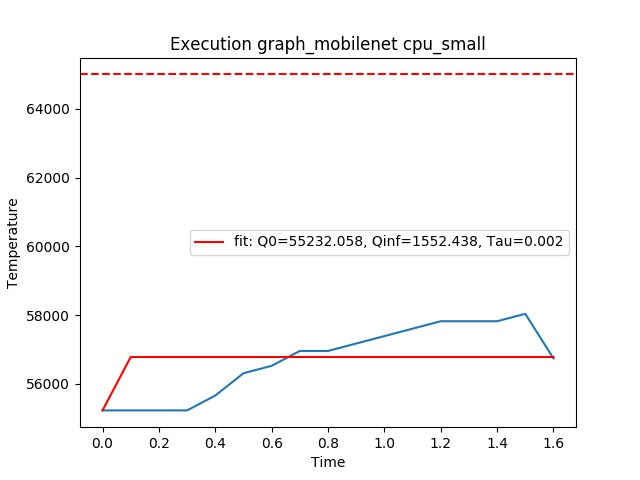 Execution graph_mobilenet cpu_small
64000
62000
60000
58000
56000
Temperature
fit: Q0=55232.058, Qinf=1552.438, Tau=0.002
0.0 0.2 0.4 0.6 0.8 1.0 1.2 1.4 1.6
Time